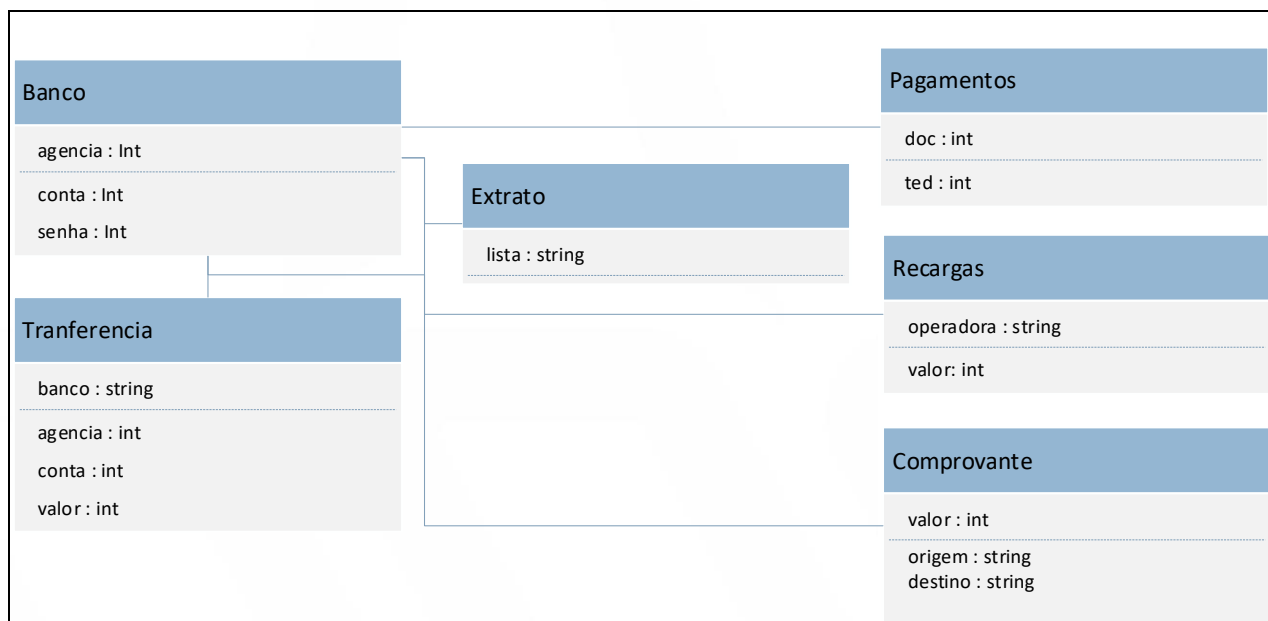 Banco
agencia : Int
conta : Int
senha : Int
Tranferencia
banco : string
agencia : int
conta : int
valor : int
Extrato
lista : string
Pagamentos
doc : int
ted : int
Recargas
operadora : string
valor: int
Comprovante
valor : int
origem : string
destino : string